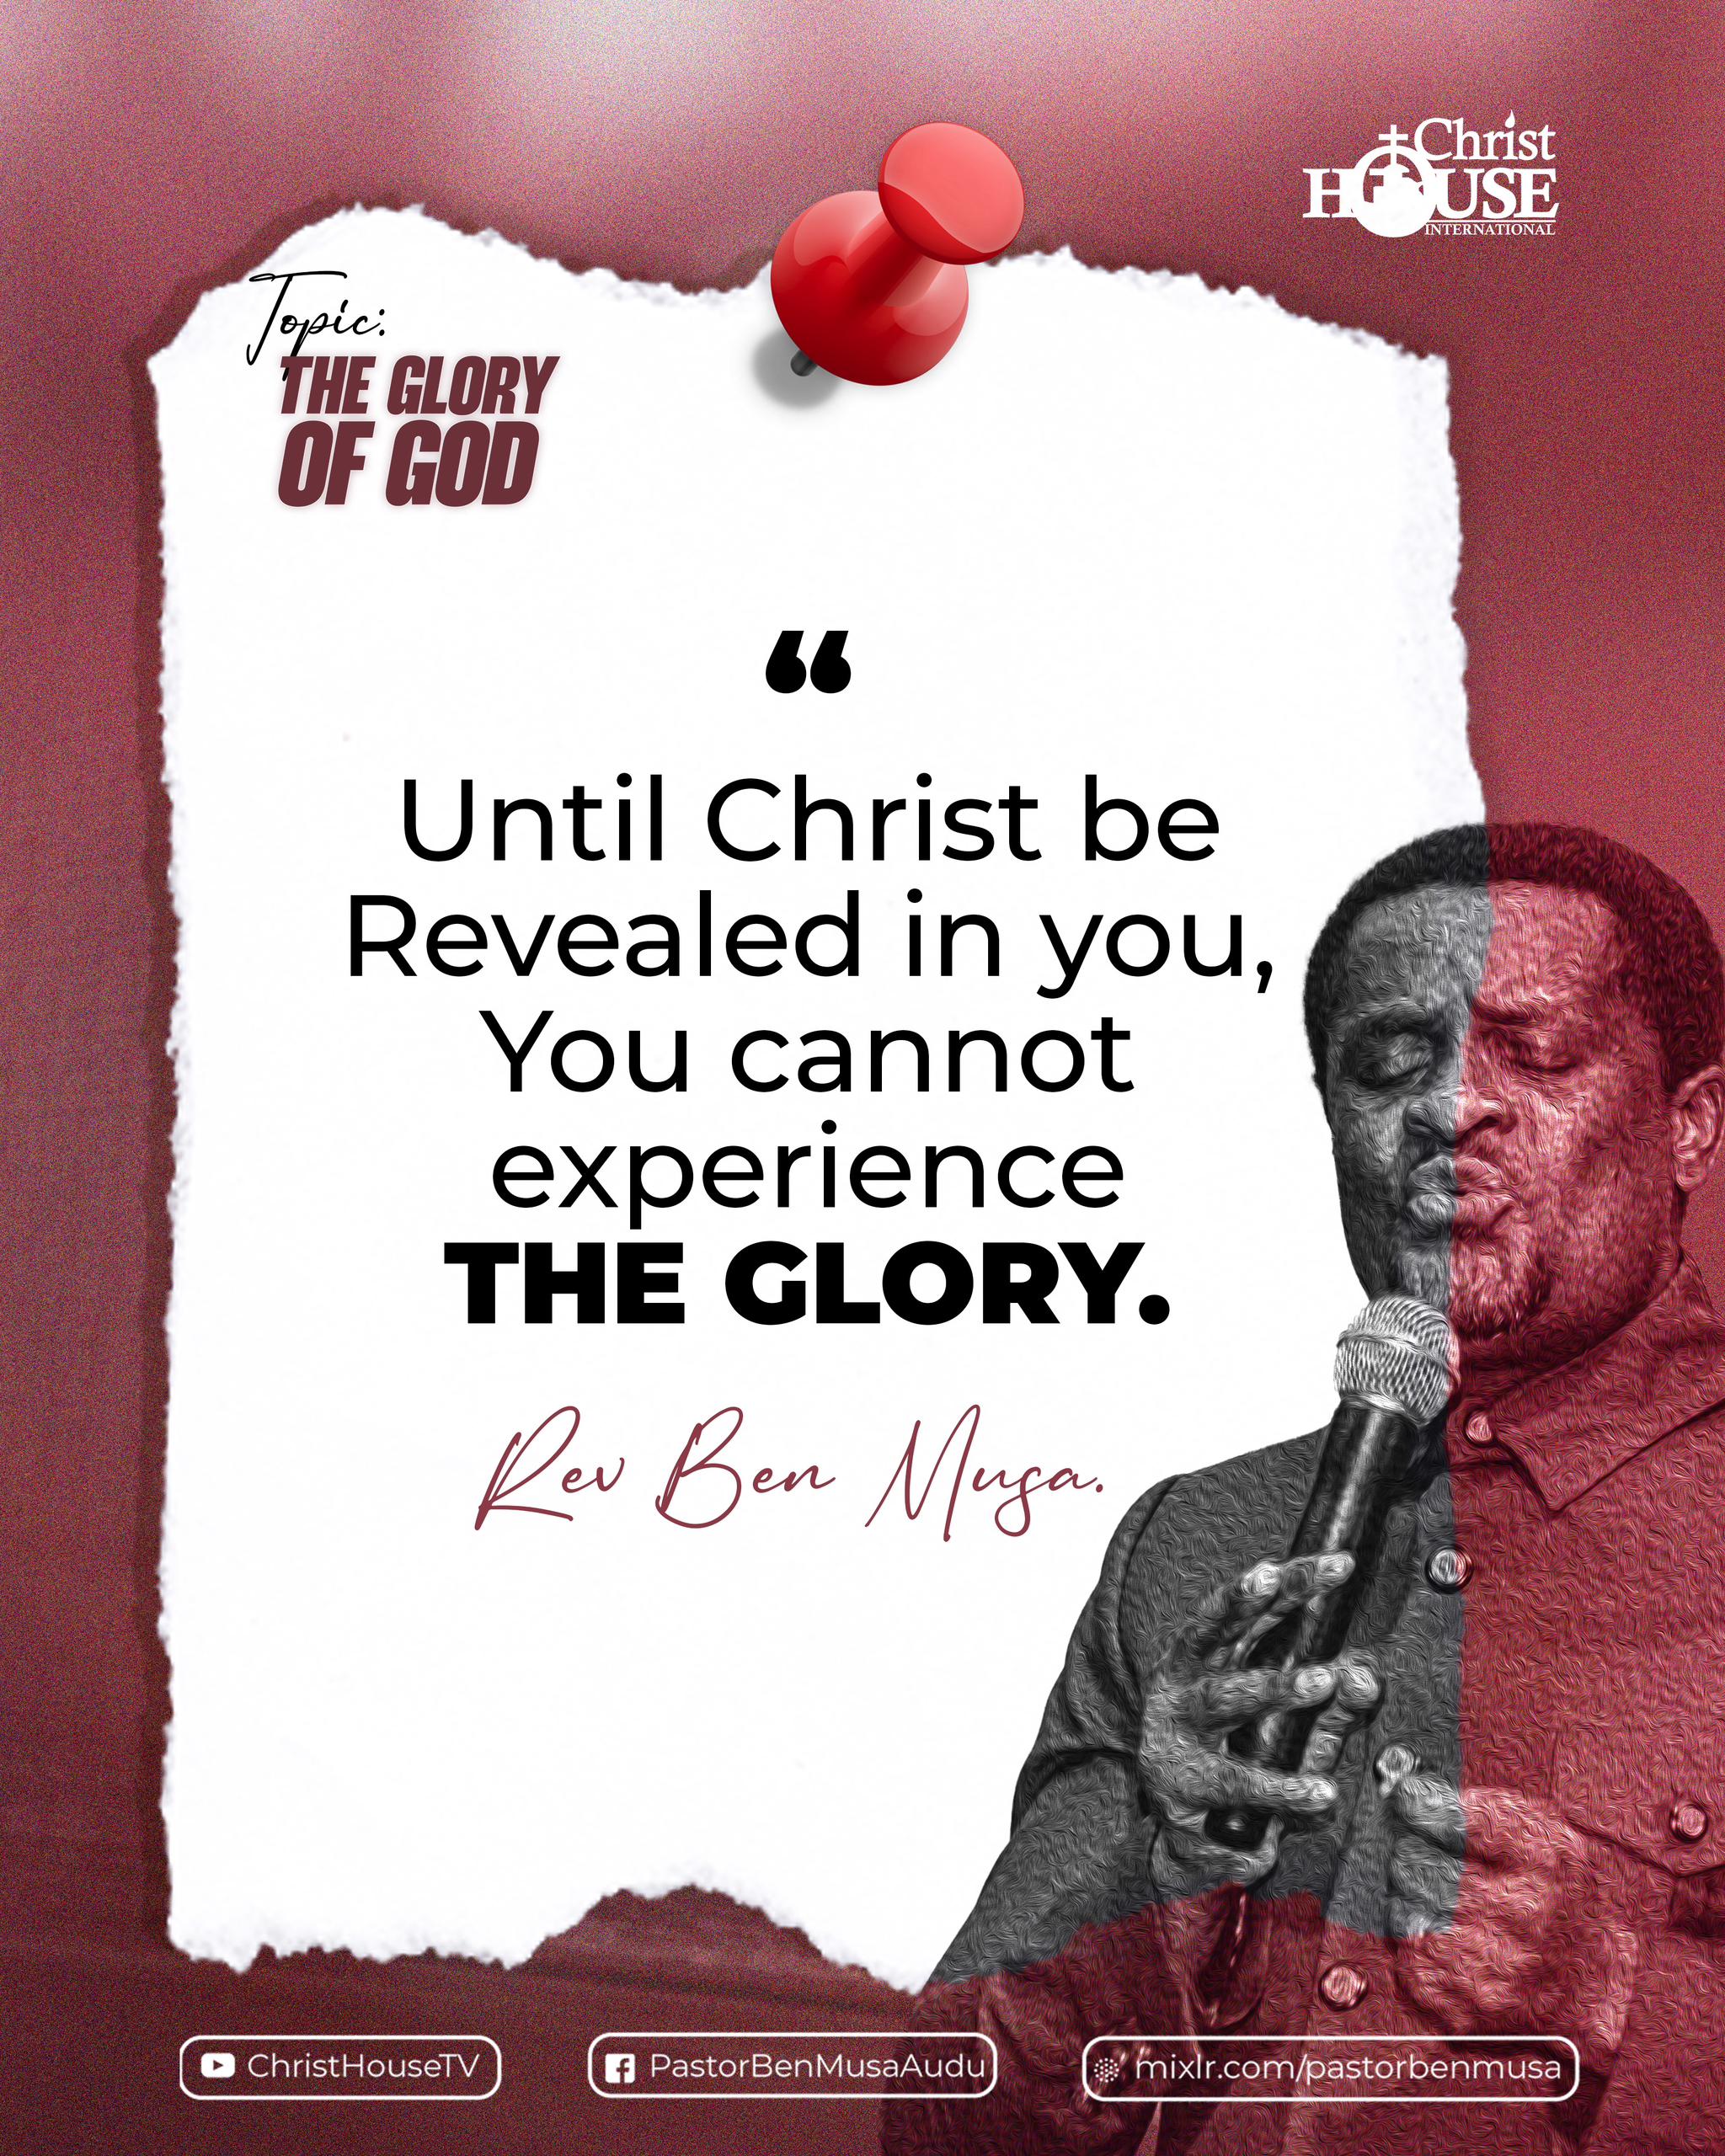 Christ
HOUSE
INTERNATIONAL
Topic:
THE GLORY
OF GOD
“
Until Christ be
Revealed in you,
You cannot
experience
THE GLORY.
Rev Ben Musa.
ChristHouseTV
PastorBenMusaAudu
mixlr.com/pastorbenmusa